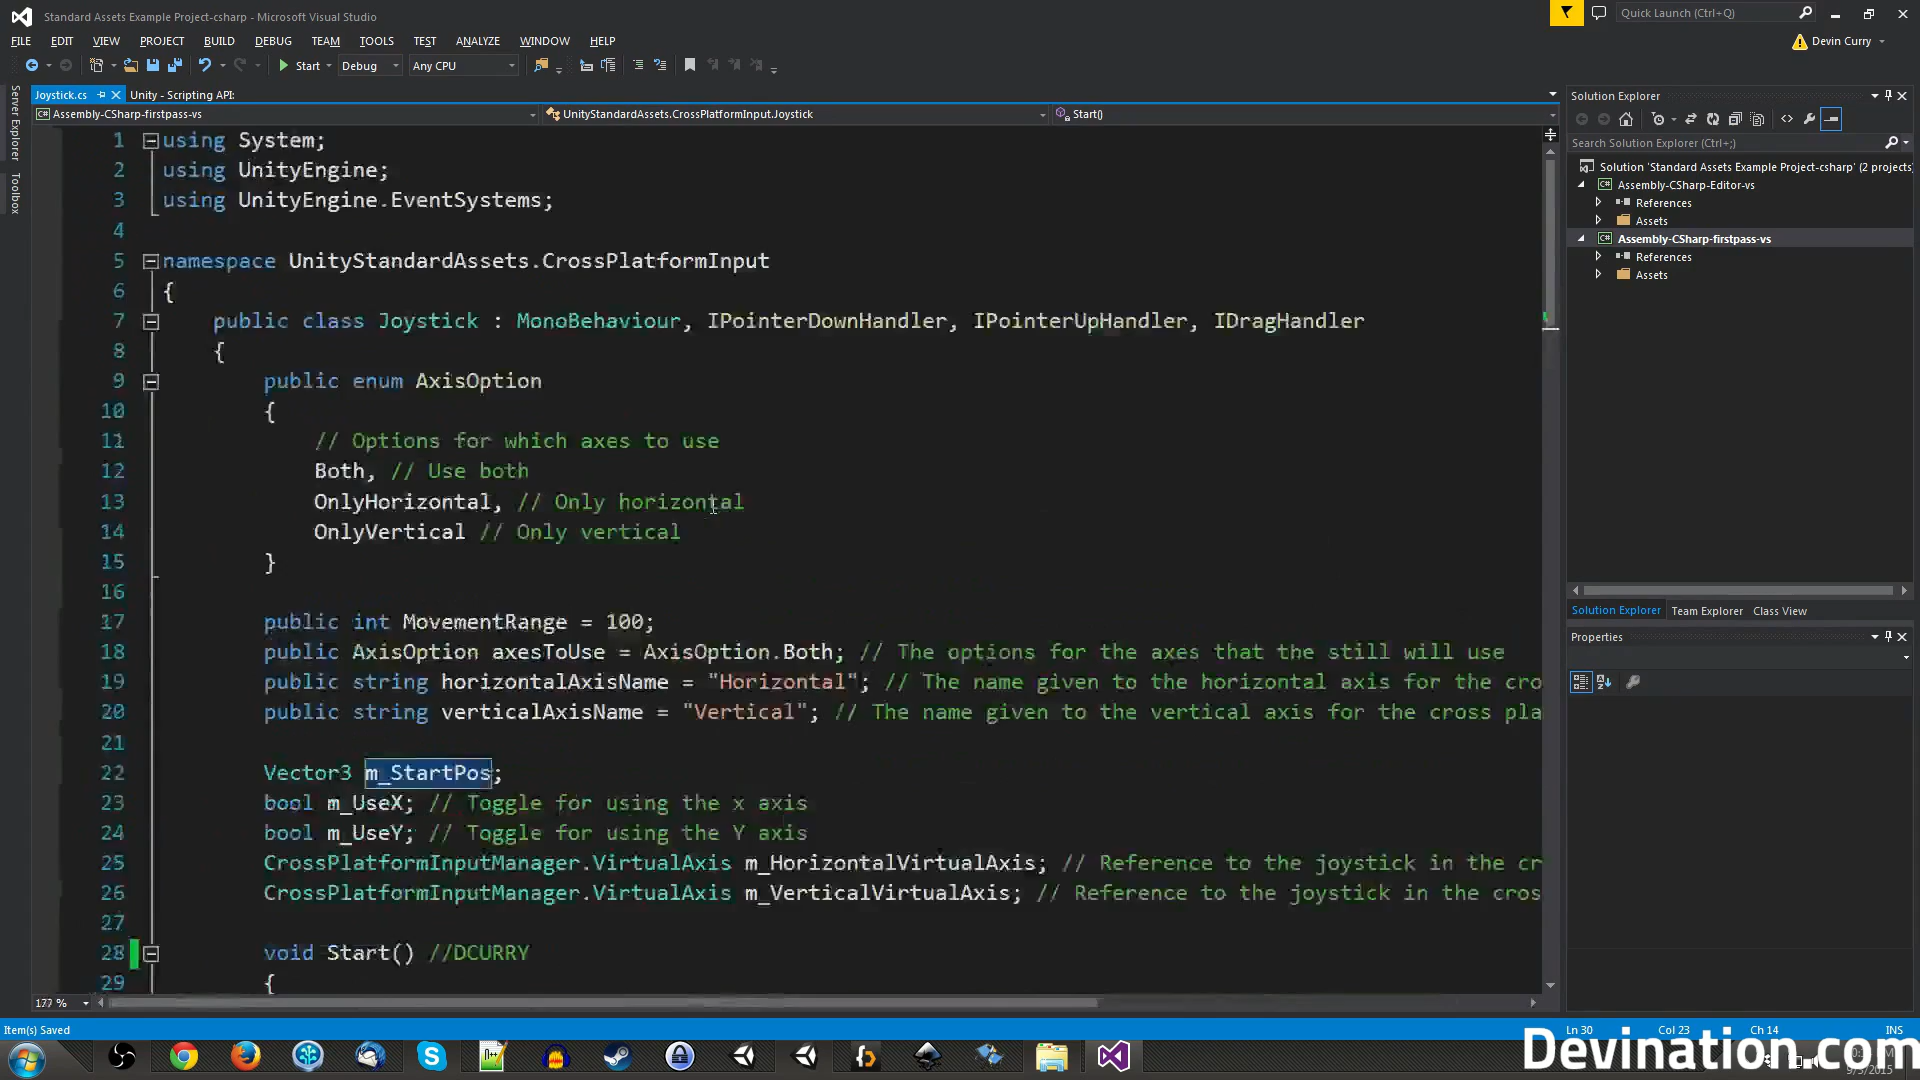 Standard Assets Example Project-csharp - Microsoft Visual Studio
Quick Launch (Ctrl+Q)
FILE EDIT VIEW PROJECT BUILD DEBUG TEAM TOOLS TEST ANALYZE WINDOW HELP
Devin Curry
Start Debug Any CPU
Server Explorer
Toolbox
Joystick.cs Unity - Scripting API:
Assembly-CSharp-firstpass-vs UnityStandardAssets.CrossPlatformInput.Joystick Start()
1 using System;
2 using UnityEngine;
3 using UnityEngine.EventSystems;
4
5 namespace UnityStandardAssets.CrossPlatformInput
6 {
7 public class Joystick : MonoBehaviour, IPointerDownHandler, IPointerUpHandler, IDragHandler
8 {
9 public enum AxisOption
10 {
11 // Options for which axes to use
12 Both, // Use both
13 OnlyHorizontal, // Only horizontal
14 OnlyVertical // Only vertical
15 }
16
17 public int MovementRange = 100;
18 public AxisOption axesToUse = AxisOption.Both; // The options for the axes that the still will use
19 public string horizontalAxisName = "Horizontal"; // The name given to the horizontal axis for the cro
20 public string verticalAxisName = "Vertical"; // The name given to the vertical axis for the cross pla
21
22 Vector3 m_StartPos;
23 bool m_UseX; // Toggle for using the x axis
24 bool m_UseY; // Toggle for using the Y axis
25 CrossPlatformInputManager.VirtualAxis m_HorizontalVirtualAxis; // Reference to the joystick in the cr
26 CrossPlatformInputManager.VirtualAxis m_VerticalVirtualAxis; // Reference to the joystick in the cros
27
28 void Start() //DCURRY
29 {
177 %
Solution Explorer
Search Solution Explorer (Ctrl+;)
Solution 'Standard Assets Example Project-csharp' (2 projects
Assembly-CSharp-Editor-vs
References
Assets
Assembly-CSharp-firstpass-vs
References
Assets
Solution Explorer Team Explorer Class View
Properties
Item(s) Saved Ln 30 Col 23 Ch 14 INS
Devination.com